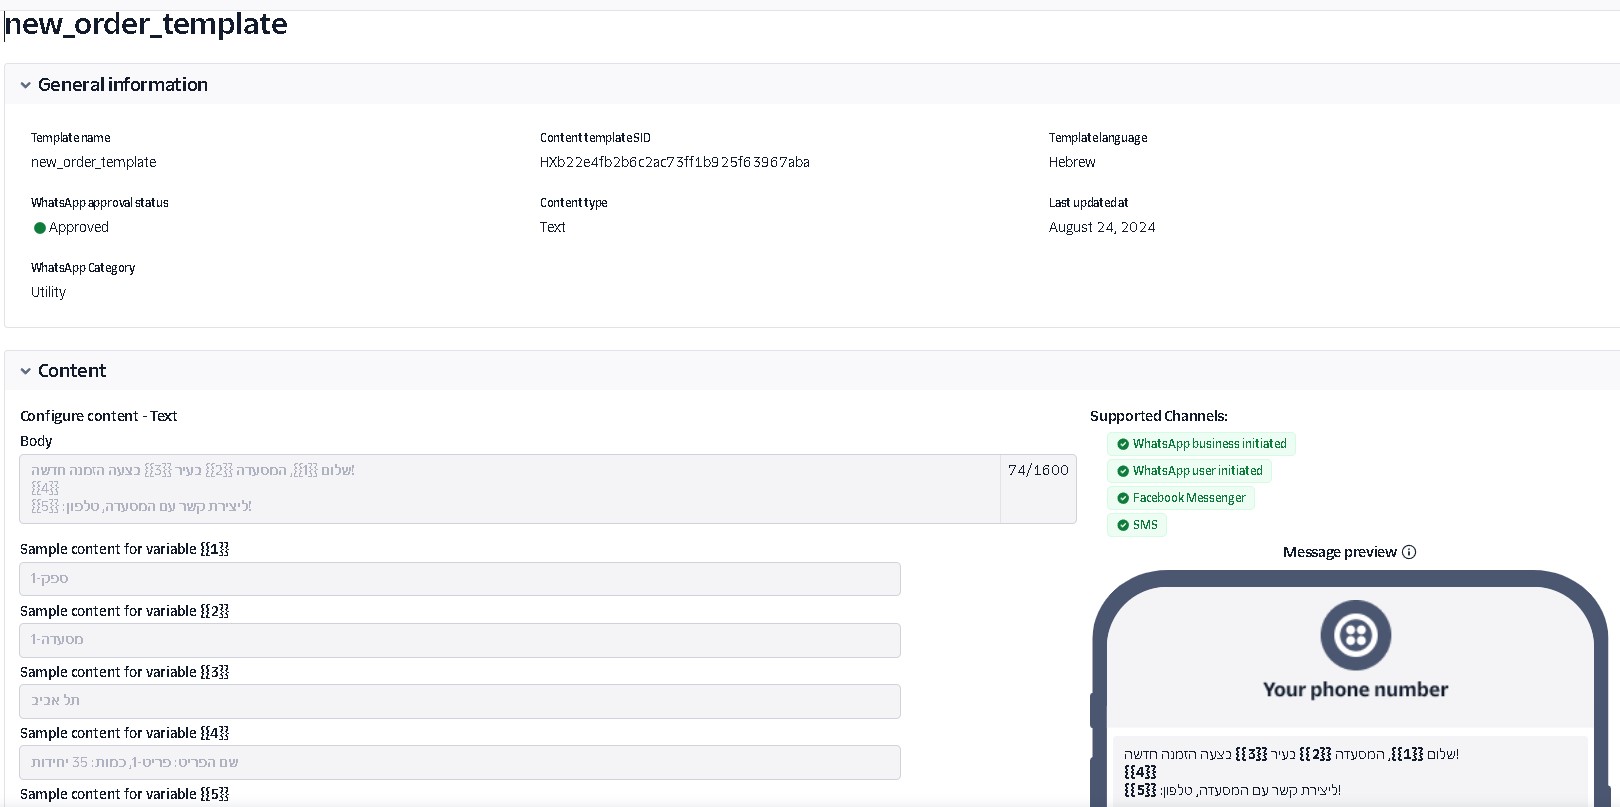 new_order_template
General information
Template name
new_order_template
Content template SID
HXb22e4fb2b6c2ac73ff1b925f63967aba
Template language
Hebrew
WhatsApp approval status
Approved
Content type
Text
Last updated at
August 24, 2024
WhatsApp Category
Utility
Content
Configure content - Text
Body
שלום {{1}}, המסעדה {{2}} בעיר {{3}} בצעה הזמנה חדשה!
{{4}}
ליצירת קשר עם המסעדה, טלפון: {{5}}!
74/1600
Sample content for variable {{1}}
ספק-1
Sample content for variable {{2}}
מסעדה-1
Sample content for variable {{3}}
תל אביב
Sample content for variable {{4}}
שם הפריט: פריט-1, כמות: 35 יחידות
Sample content for variable {{5}}
Supported Channels:
WhatsApp business initiated
WhatsApp user initiated
Facebook Messenger
SMS
Message preview
Your phone number
שלום {{1}}, המסעדה {{2}} בעיר {{3}} בצעה הזמנה חדשה!
{{4}}
ליצירת קשר עם המסעדה, טלפון: {{5}}!